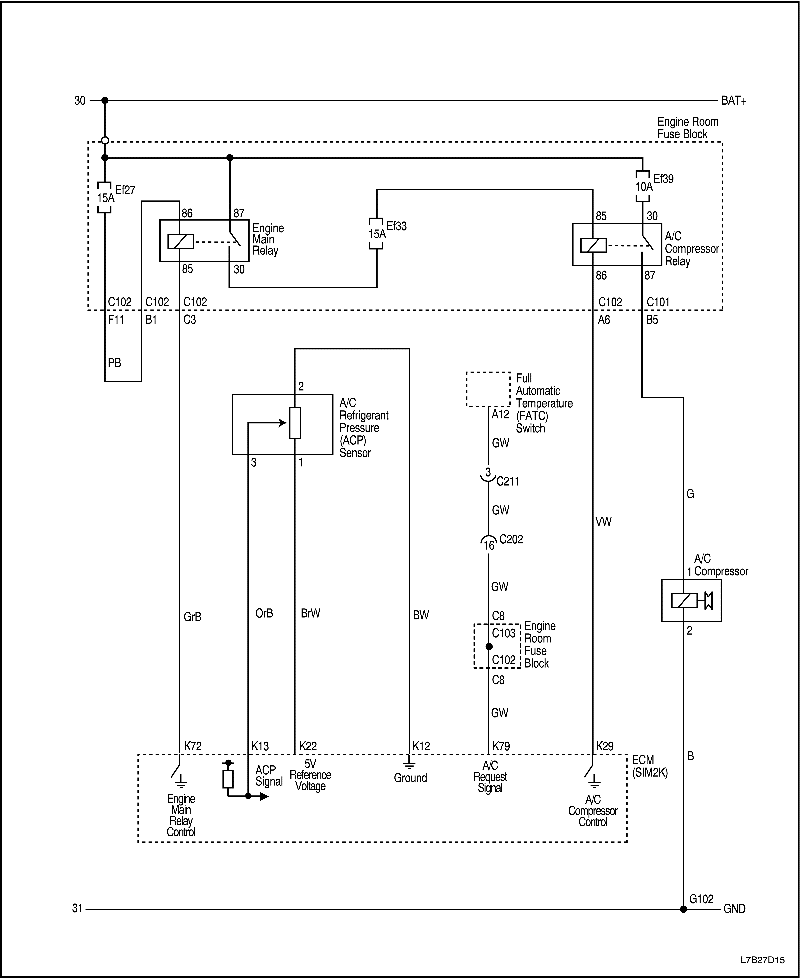 30
BAT+
Engine Room
Fuse Block
Ef27
15A
86
87
Engine
Main
Relay
85
30
Ef33
15A
Ef39
10A
85
30
A/C
Compressor
Relay
86
87
C102
C102
C102
C102
C101
F11
B1
C3
A6
B5
PB
2
A/C
Refrigerant
Pressure
(ACP)
Sensor
3
1
Full
Automatic
Temperature
(FATC)
Switch
A12
GW
3
C211
GW
16
C202
GW
VW
G
A/C
1 Compressor
2
GrB
OrB
BrW
BW
C8
C103
C102
Engine
Room
Fuse
Block
C8
GW
K72
K13
K22
K12
K79
K29
ECM
(SIM2K)
B
Engine
Main
Relay
Control
ACP
Signal
5V
Reference
Voltage
Ground
A/C
Request
Signal
A/C
Compressor
Control
31
G102
GND
L7B27D15